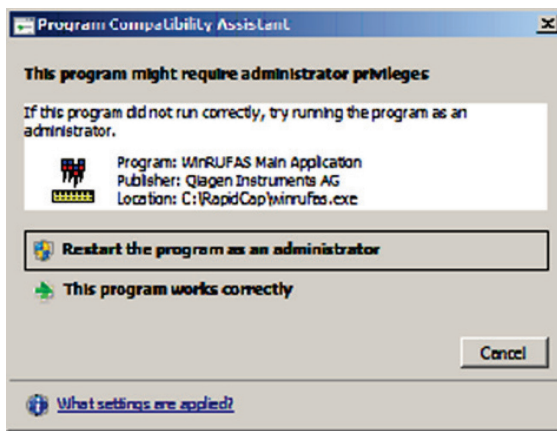 Program Compatibility Assistant
This program might require administrator privileges
If this program did not run correctly, try running the program as an
administrator.
Program: WinRUFAS Main Application
Publisher: Qiagen Instruments AG
Location: C:\RapidCap\winrufas.exe
Restart the program as an administrator
This program works correctly
Cancel
What settings are applied?